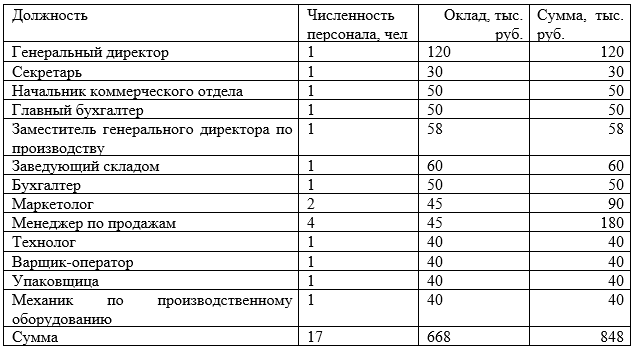 Должность Численность персонала, чел Оклад, тыс. руб. Сумма, тыс. руб.
Генеральный директор 1 120 120
Секретарь 1 30 30
Начальник коммерческого отдела 1 50 50
Главный бухгалтер 1 50 50
Заместитель генерального директора по производству 1 58 58
Заведующий складом 1 60 60
Бухгалтер 1 50 50
Маркетолог 2 45 90
Менеджер по продажам 4 45 180
Технолог 1 40 40
Варщик-оператор 1 40 40
Упаковщица 1 40 40
Механик по производственному оборудованию 1 40 40
Сумма 17 668 848